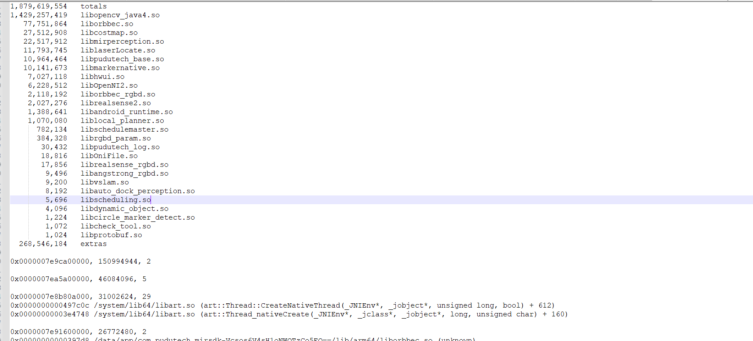 1,879,619,554 totals
1,429,257,419 libopencv_java4.so
77,751,864 liborbbec.so
27,512,908 libcostmap.so
22,517,912 libmirperception.so
11,793,745 liblaserLocate.so
10,964,464 libpudutech_base.so
10,141,673 libmarkernative.so
7,027,118 libhwui.so
6,228,512 libOpenNI2.so
2,118,192 liborbbec_rgbd.so
2,027,276 librealsense2.so
1,388,641 libandroid_runtime.so
1,070,080 liblocal_planner.so
782,134 libschedulemaster.so
384,328 librgbd_param.so
30,432 libpudutech_log.so
18,816 libOniFile.so
17,856 librealsense_rgbd.so
9,496 libangstrong_rgbd.so
9,200 libvslam.so
8,192 libauto_dock_perception.so
5,696 libscheduling.so
4,096 libdynamic_object.so
1,224 libcircle_marker_detect.so
1,072 libcheck_tool.so
1,024 libprotobuf.so
268,546,184 extras
0x0000007e9ca00000, 150994944, 2
0x0000007ea5a00000, 46084096, 5
0x0000007e8b80a000, 31002624, 29
0x0000000000497c0c /system/lib64/libart.so (art::Thread::CreateNativeThread(_JNIEnv*, _jobject*, unsigned long, bool) + 612)
0x00000000003e4748 /system/lib64/libart.so (art::Thread_nativeCreate(_JNIEnv*, _jclass*, _jobject*, long, unsigned char) + 160)
0x0000007e91600000, 26772480, 2